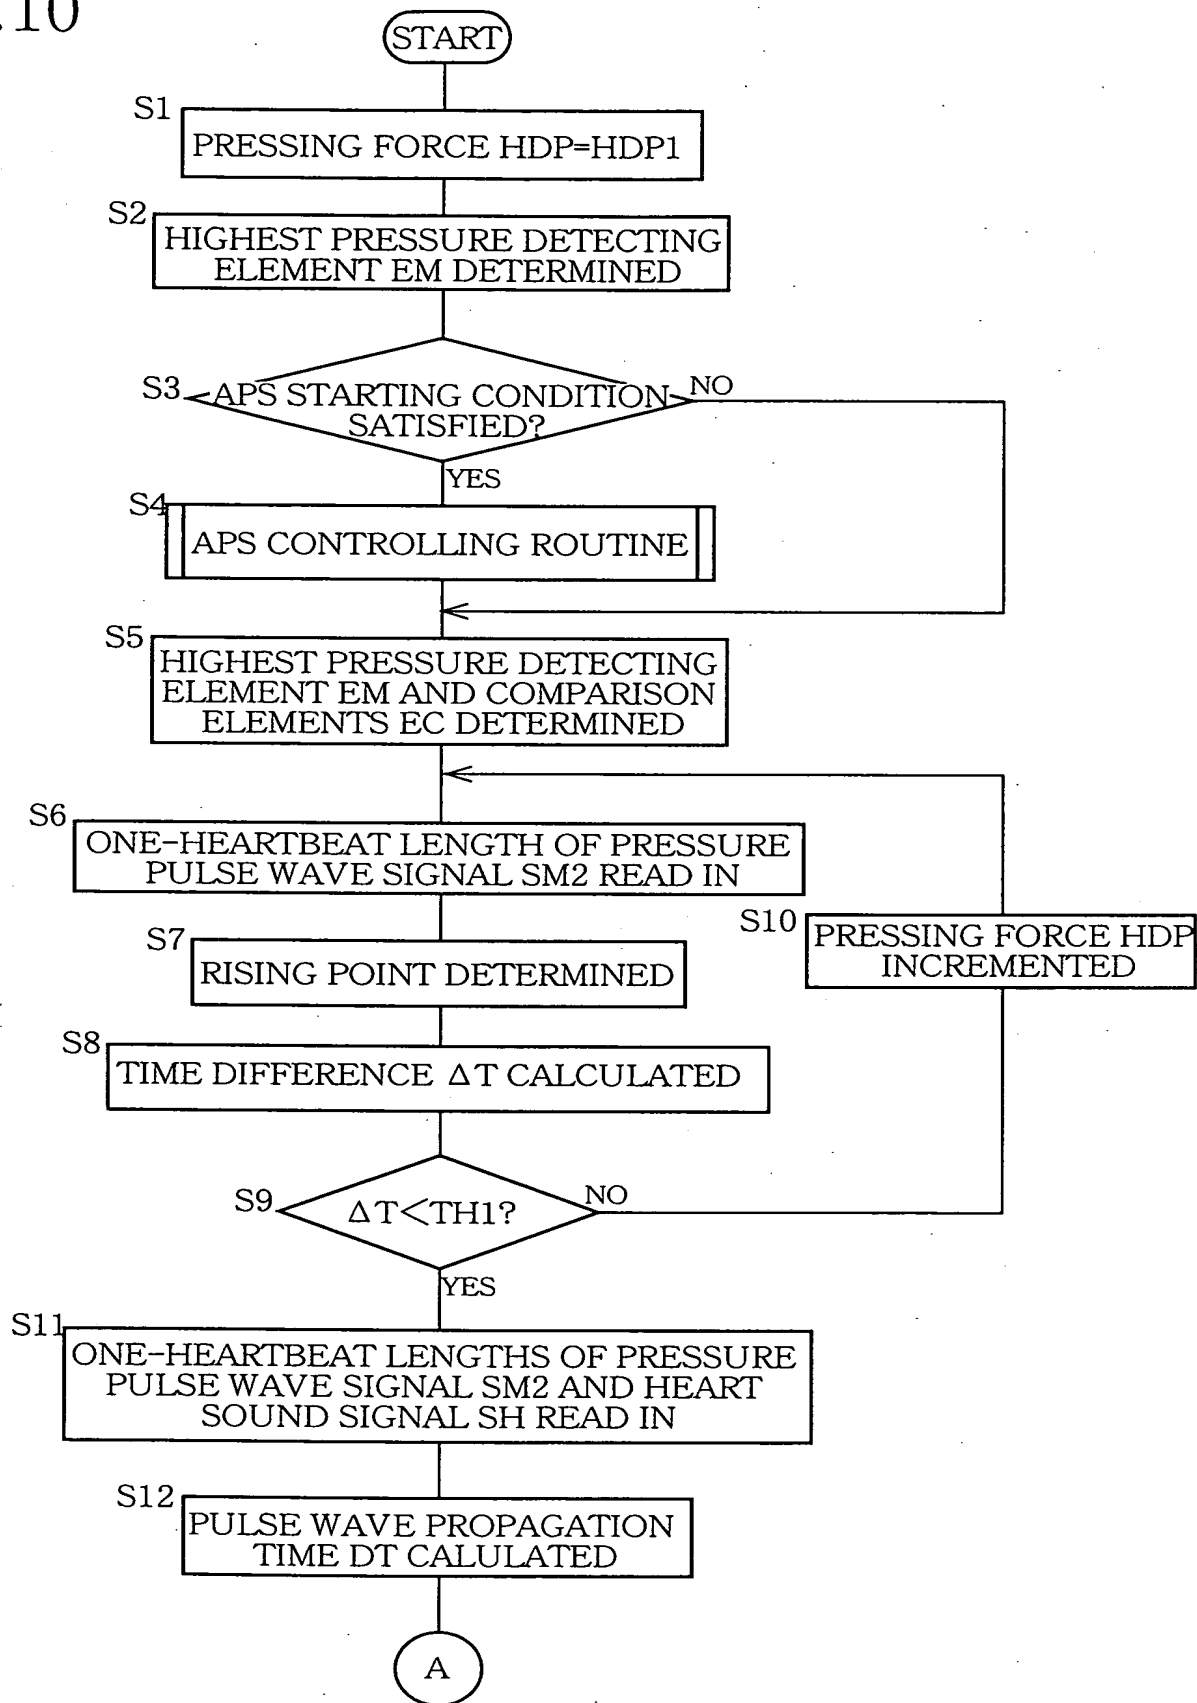 .10
START
S1
PRESSING FORCE HDP=HDP1
S2
HIGHEST PRESSURE DETECTING
ELEMENT EM DETERMINED
S3
APS STARTING CONDITION
SATISFIED?
NO
YES
S4
APS CONTROLLING ROUTINE
S5
HIGHEST PRESSURE DETECTING
ELEMENT EM AND COMPARISON
ELEMENTS EC DETERMINED
S6
ONE-HEARTBEAT LENGTH OF PRESSURE
PULSE WAVE SIGNAL SM2 READ IN
S10
PRESSING FORCE HDP
INCREMENTED
S7
RISING POINT DETERMINED
S8
TIME DIFFERENCE ΔT CALCULATED
S9
ΔT<TH1?
NO
YES
S11
ONE-HEARTBEAT LENGTHS OF PRESSURE
PULSE WAVE SIGNAL SM2 AND HEART
SOUND SIGNAL SH READ IN
S12
PULSE WAVE PROPAGATION
TIME DT CALULATED
A